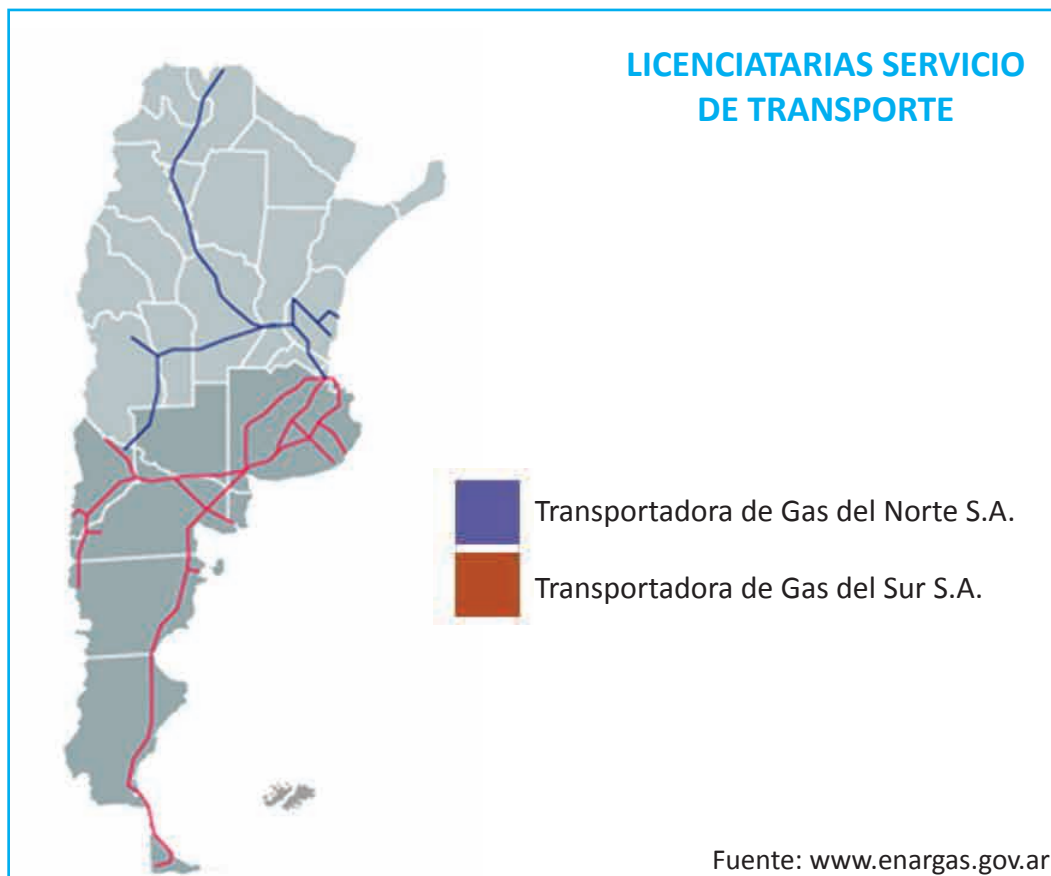 LICENCIATARIAS SERVICIO
DE TRANSPORTE
Transportadora de Gas del Norte S.A.
Transportadora de Gas del Sur S.A.
Fuente: www.enargas.gov.ar